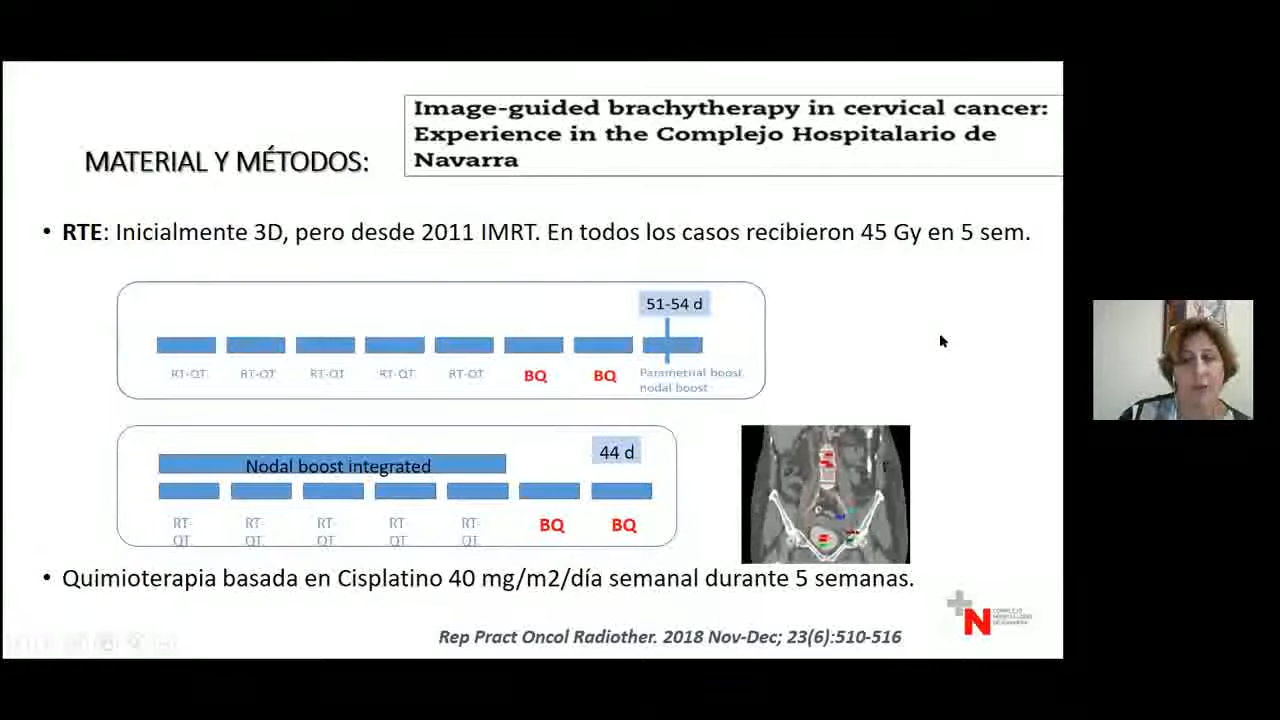 Image-guided brachytherapy in cervical cancer:
Experience in the Complejo Hospitalario de
Navarra
MATERIAL Y MÉTODOS:
• RTE: Inicialmente 3D, pero desde 2011 IMRT. En todos los casos recibieron 45 Gy en 5 sem.
51-54 d
RT-QT RT-QT RT-QT RT-QT RT-QT BQ BQ Parametrial boost,
nodal boost
44 d
Nodal boost integrated
RT- RT- RT- RT- RT- BQ BQ
QT QT QT QT QT
• Quimioterapia basada en Cisplatino 40 mg/m2/día semanal durante 5 semanas.
N
COMPLEJO
HOSPITALARIO
DE NAVARRA
Rep Pract Oncol Radiother. 2018 Nov-Dec; 23(6):510-516